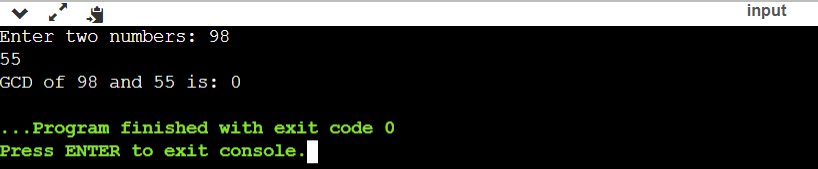 input
Enter two numbers: 98
55
GCD of 98 and 55 is: 0
...Program finished with exit code 0
Press ENTER to exit console.